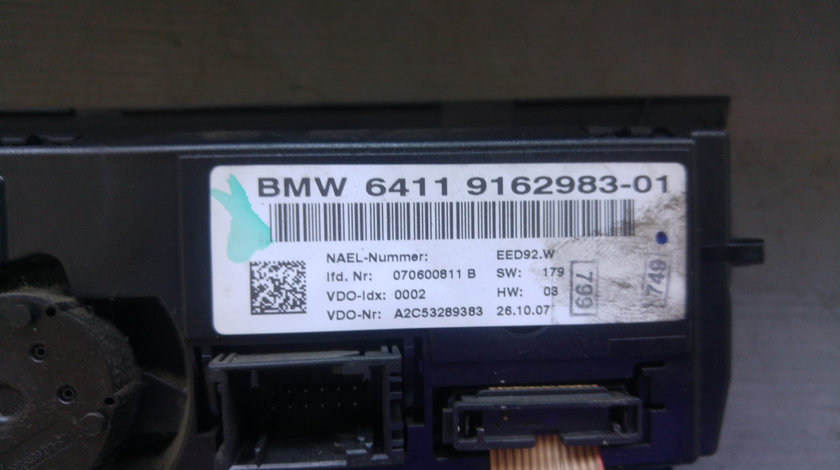 BMW 6411 9162983-01
NAEL-Nummer: EED92.W
lfd. Nr: 070600811 B SW: 179
VDO-Idx: 0002 HW: 03
VDO-Nr: A2C53289383 26.10.07
799
749